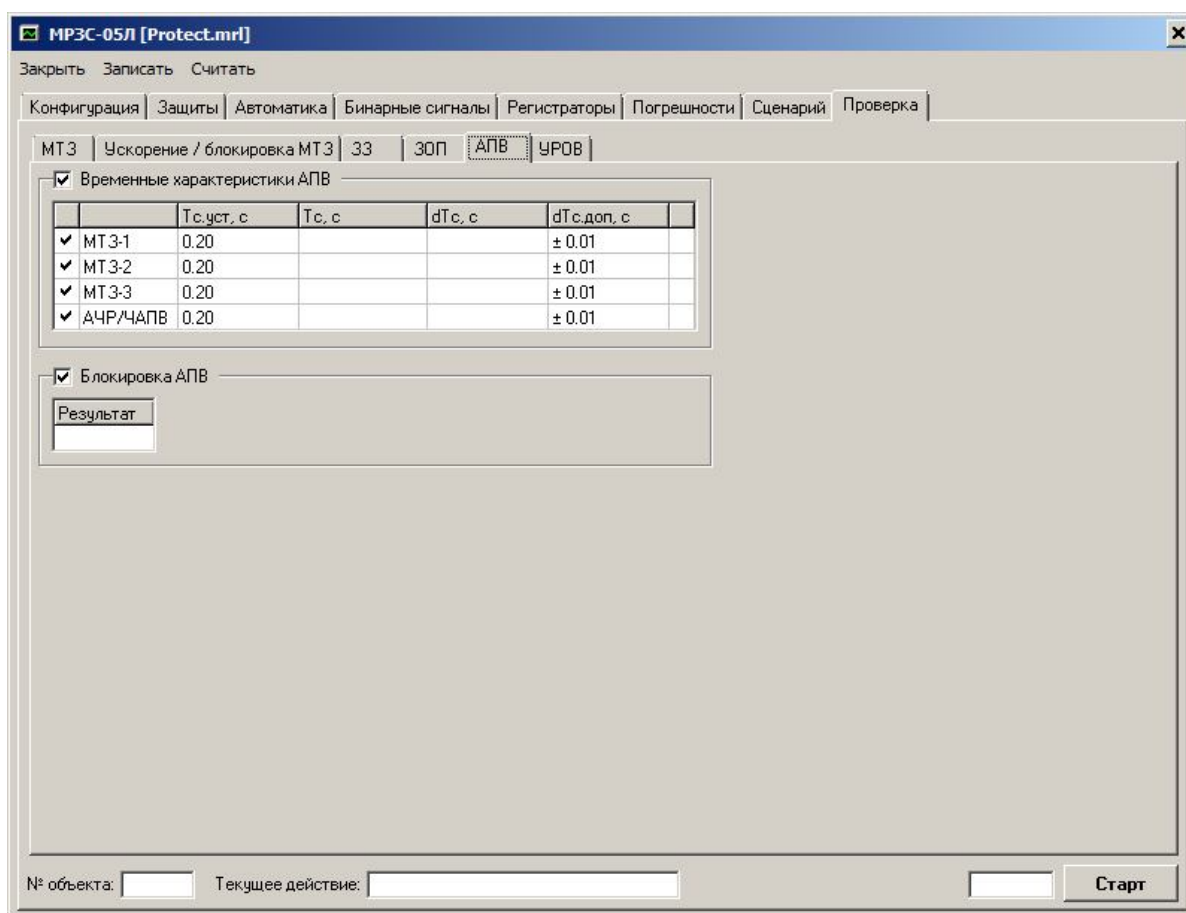 МРЗС-05Л [Protect.mrl]
Закрыть Записать Считать
Конфигурация Защиты Автоматика Бинарные сигналы Регистраторы Погрешности Сценарий Проверка
МТЗ Ускорение / блокировка МТЗ ЗЗ ЗОП АПВ УРОВ
Временные характеристики АПВ
Тс.уст, с Тс, с dТс, с dТс.доп, с
МТЗ-1 0.20 ± 0.01
МТЗ-2 0.20 ± 0.01
МТЗ-3 0.20 ± 0.01
АЧР/ЧАПВ 0.20 ± 0.01
Блокировка АПВ
Результат
№ объекта: Текущее действие: Старт